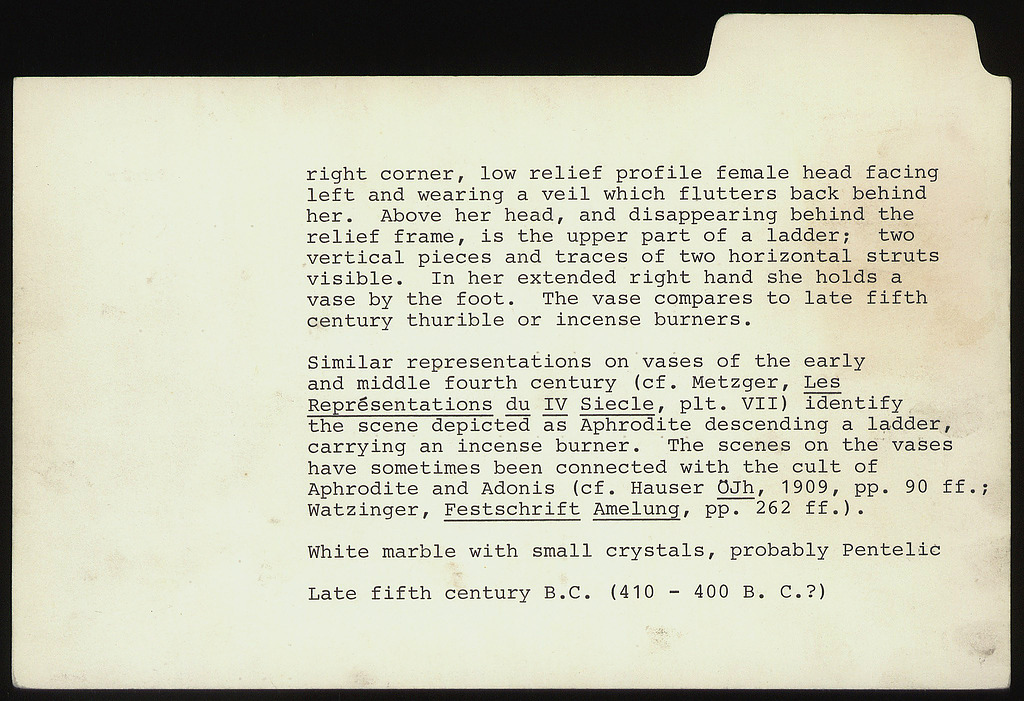 right corner, low relief profile female head facing
left and wearing a veil which flutters back behind
her.  Above her head, and disappearing behind the
relief frame, is the upper part of a ladder;  two
vertical pieces and traces of two horizontal struts
visible.  In her extended right hand she holds a
vase by the foot.  The vase compares to late fifth
century thurible or incense burners.
Similar representations on vases of the early
and middle fourth century (cf. Metzger, Les
Représentations du IV Siecle, plt. VII) identify
the scene depicted as Aphrodite descending a ladder,
carrying an incense burner.  The scenes on the vases
have sometimes been connected with the cult of
Aphrodite and Adonis (cf. Hauser ÖJh, 1909, pp. 90 ff.;
Watzinger, Festschrift Amelung, pp. 262 ff.).
White marble with small crystals, probably Pentelic
Late fifth century B.C. (410 - 400 B. C.?)